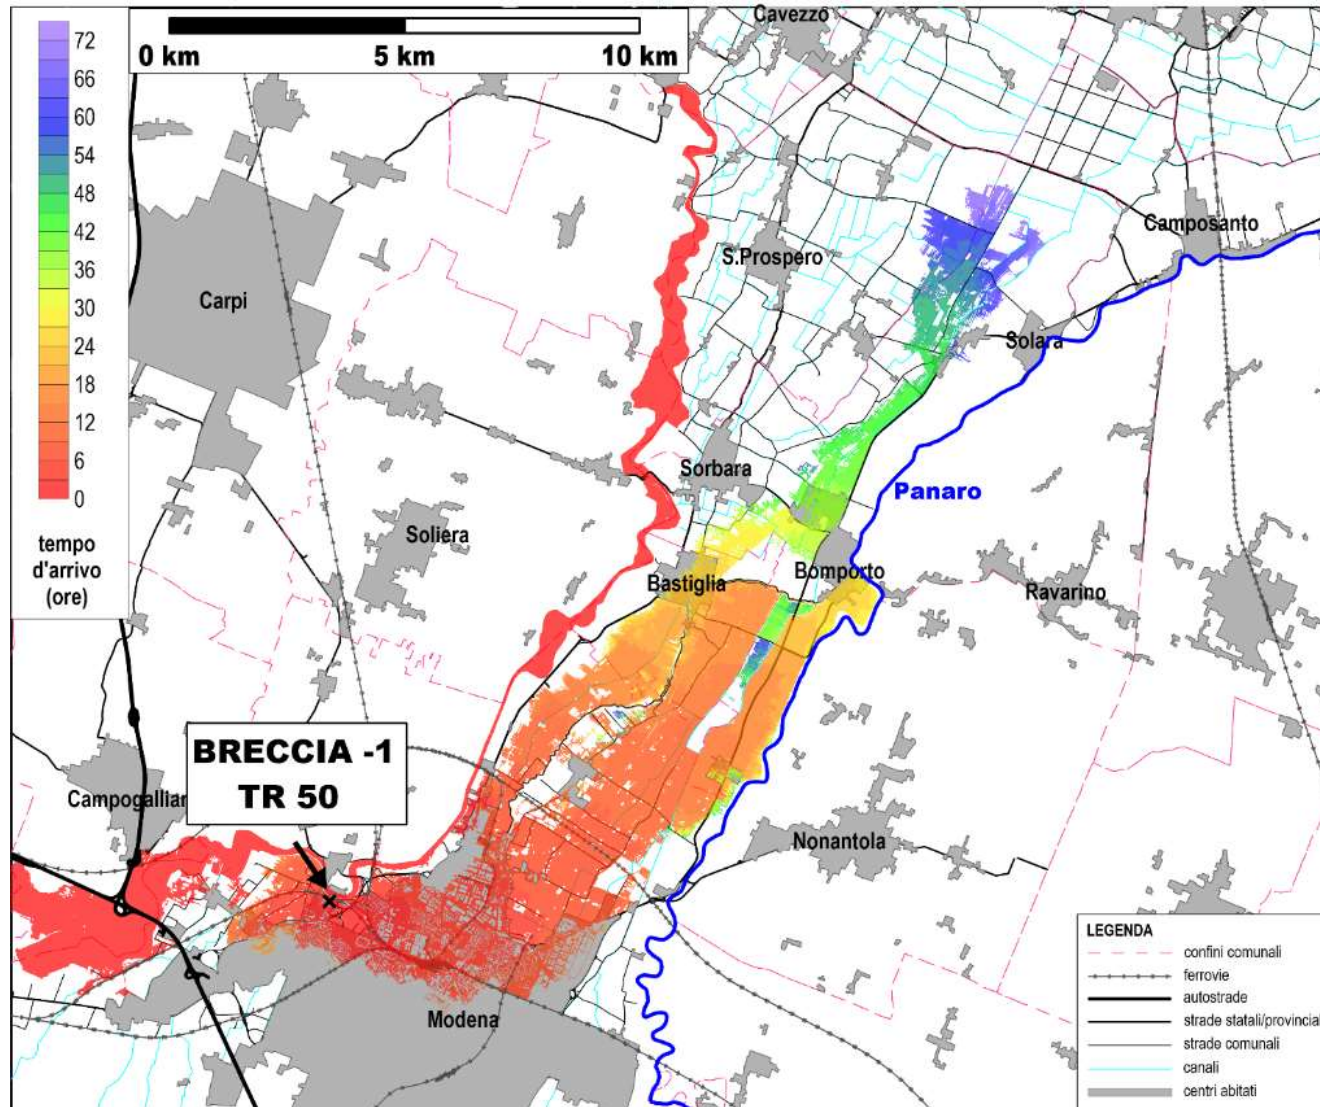 72
66
60
54
48
42
36
30
24
18
12
6
0
tempo
d'arrivo
(ore)
0 km
5 km
10 km
Cavezzo
Camposanto
S.Prospero
Carpi
Solara
Sorbara
Panaro
Soliera
Bastiglia
Bomporto
Ravarino
BRECCIA -1
TR 50
Campogalliar
Nonantola
Modena
LEGENDA
confini comunali
ferrovie
autostrade
strade statali/provincial
strade comunali
canali
centri abitati